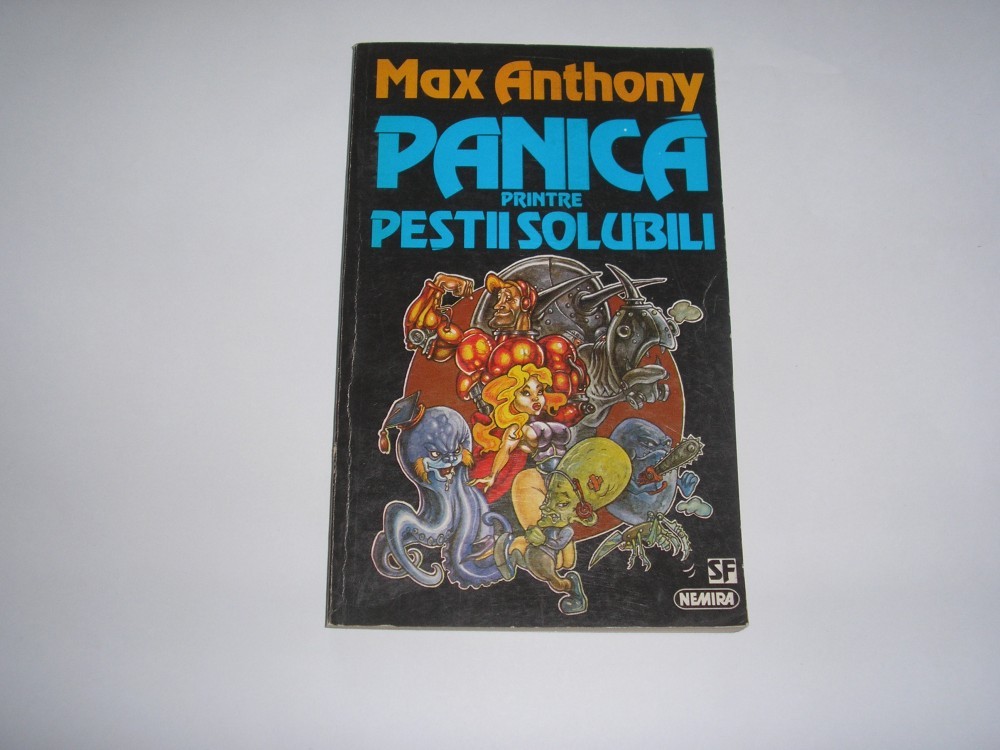 Max Anthony
PANICĂ
PRINTRE
PEȘTII SOLUBILI
SF
NEMIRA